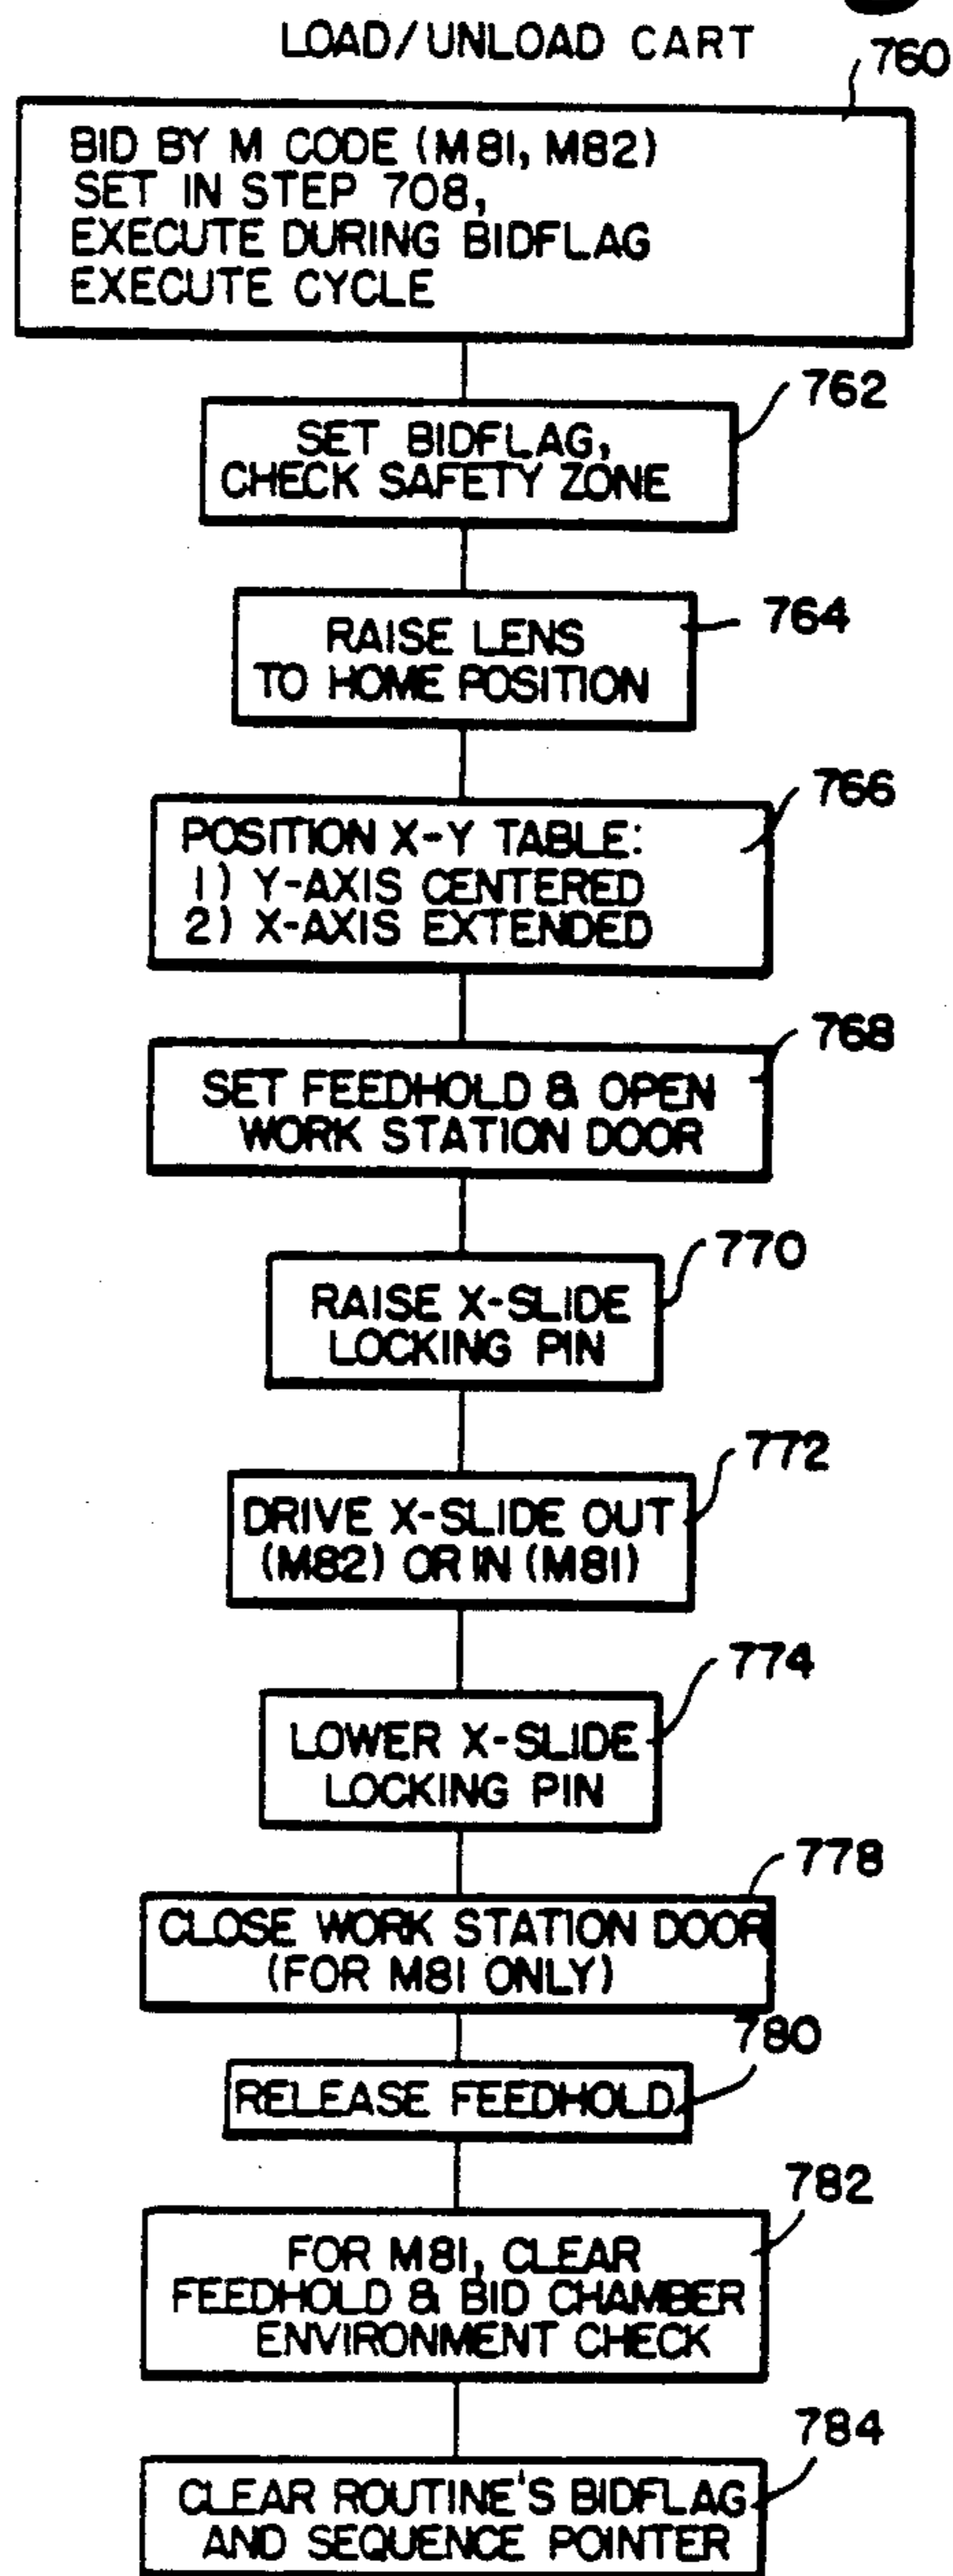 LOAD/UNLOAD CART
760
BID BY M CODE (M81, M82)
SET IN STEP 708,
EXECUTE DURING BIDFLAG
EXECUTE CYCLE
762
SET BIDFLAG,
CHECK SAFETY ZONE
764
RAISE LENS
TO HOME POSITION
766
POSITION X-Y TABLE:
1) Y-AXIS CENTERED
2) X-AXIS EXTENDED
768
SET FEEDHOLD & OPEN
WORK STATION DOOR
770
RAISE X-SLIDE
LOCKING PIN
772
DRIVE X-SLIDE OUT
(M82) OR IN (M81)
774
LOWER X-SLIDE
LOCKING PIN
778
CLOSE WORK STATION DOOR
(FOR M81 ONLY)
780
RELEASE FEEDHOLD
782
FOR M81, CLEAR
FEEDHOLD & BID CHAMBER
ENVIRONMENT CHECK
784
CLEAR ROUTINE'S BIDFLAG
AND SEQUENCE POINTER